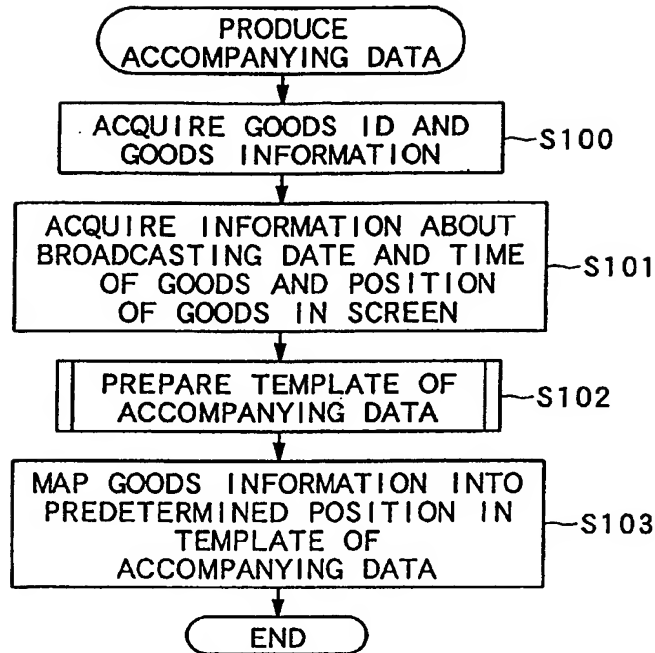 PRODUCE
ACCOMPANYING DATA
ACQUIRE GOODS ID AND
GOODS INFORMATION
S100
ACQUIRE INFORMATION ABOUT
BROADCASTING DATE AND TIME
OF GOODS AND POSITION
OF GOODS IN SCREEN
S101
PREPARE TEMPLATE OF
ACCOMPANYING DATA
S102
MAP GOODS INFORMATION INTO
PREDETERMINED POSITION IN
TEMPLATE OF
ACCOMPANYING DATA
S103
END